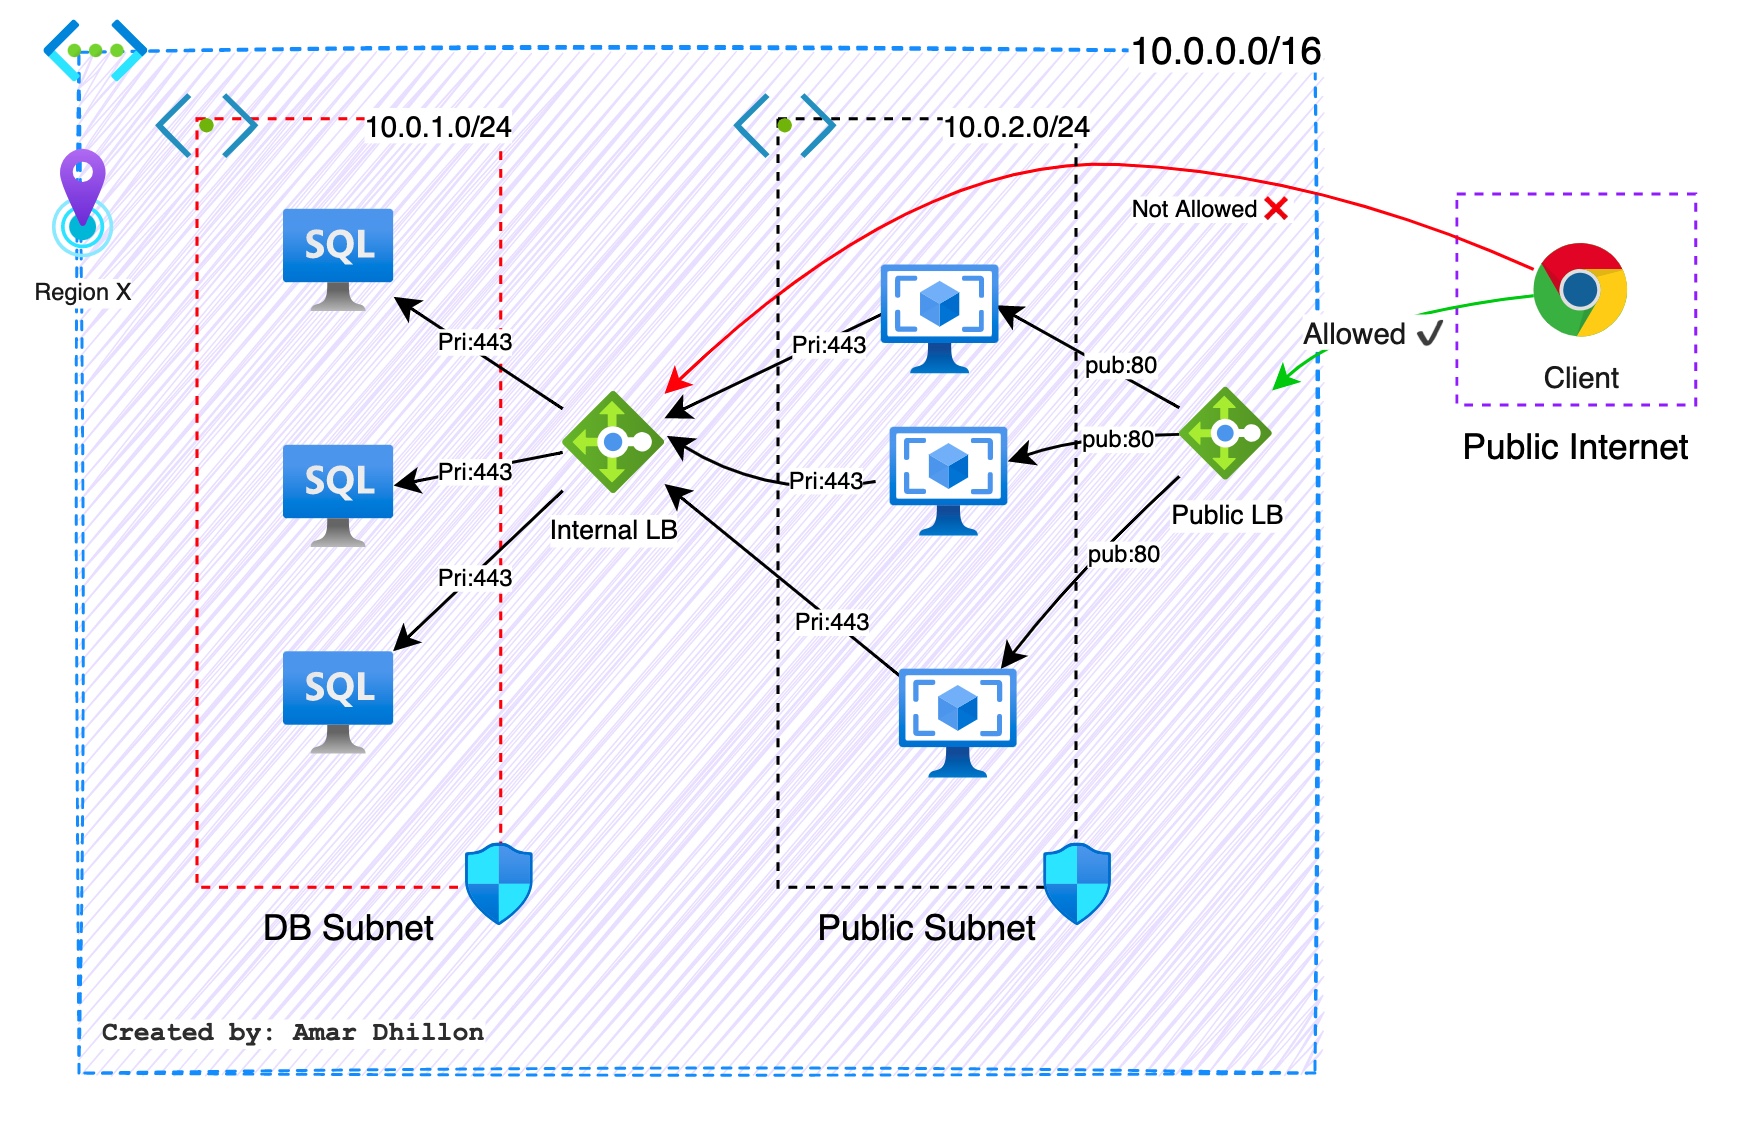 10.0.0.0/16
10.0.1.0/24
10.0.2.0/24
Not Allowed ❌
SQL
Region X
Allowed ✔
Pri:443
Pri:443
pub:80
Client
pub:80
Public Internet
SQL
Pri:443
Pri:443
Internal LB
Public LB
pub:80
Pri:443
Pri:443
SQL
DB Subnet
Public Subnet
Created by: Amar Dhillon